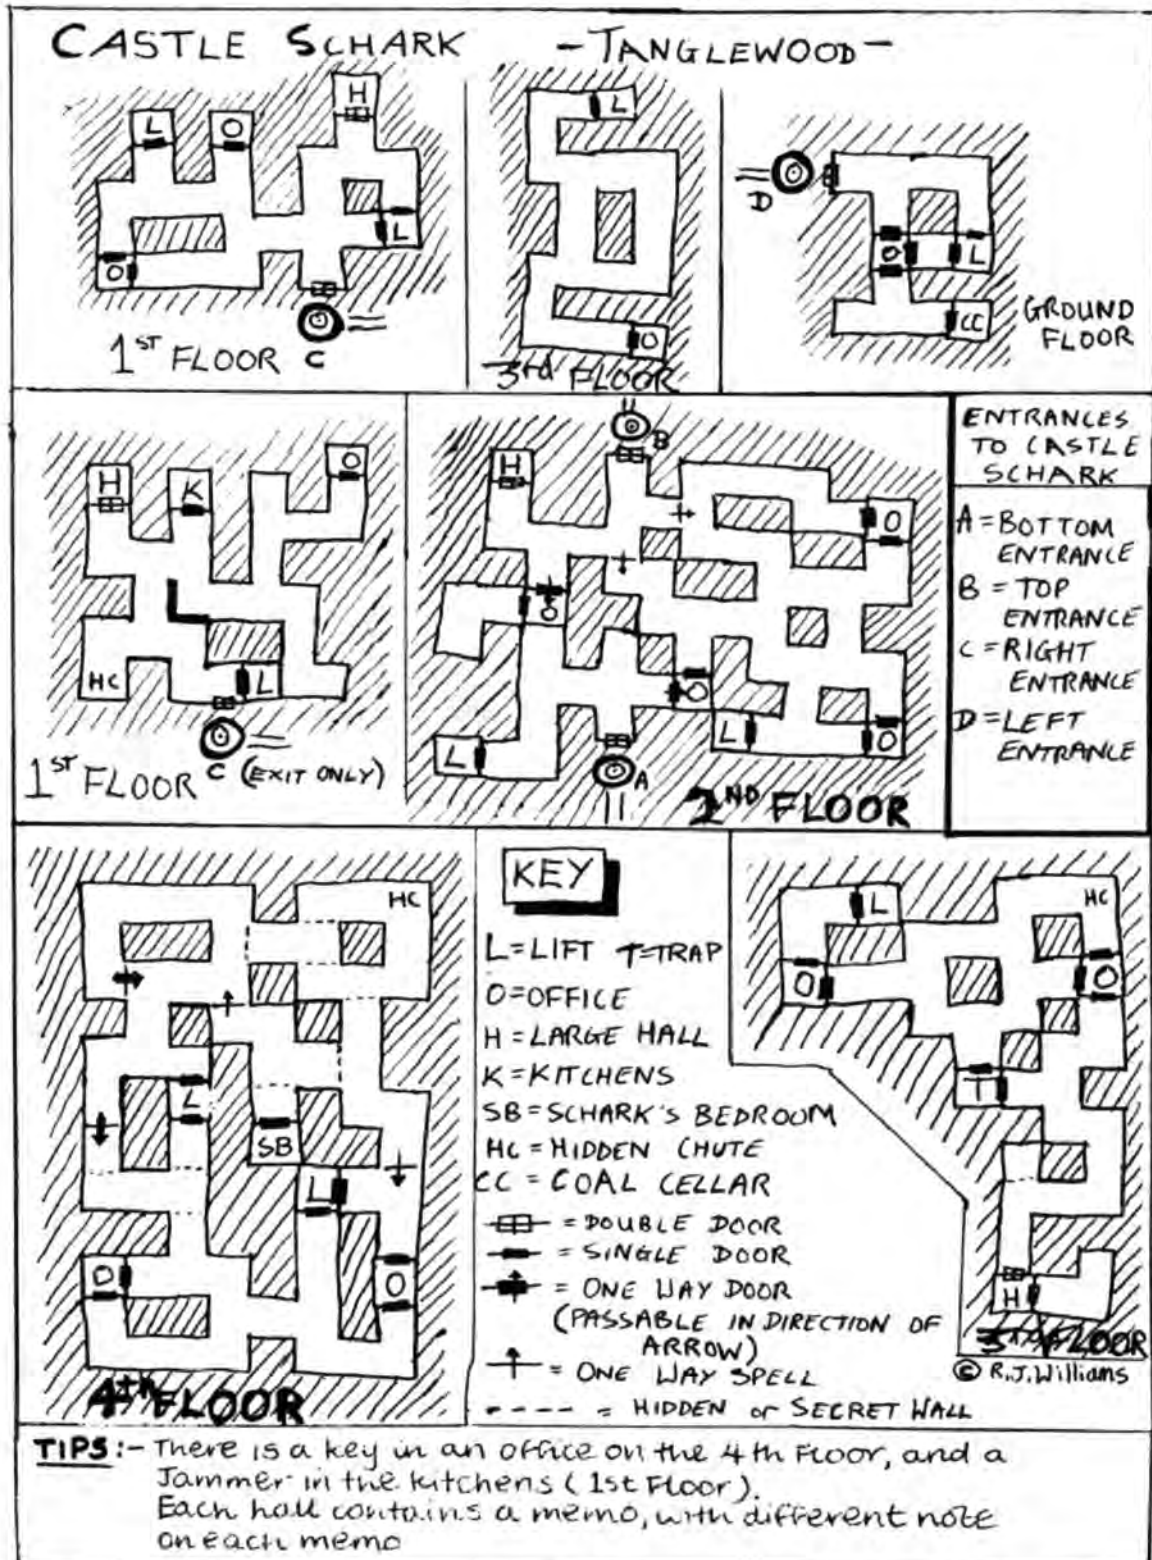 CASTLE SCHARK - TANGLEWOOD -
L
O
H
O
L
1ST FLOOR
C
L
O
3rd FLOOR
D
O
L
CC
GROUND
FLOOR
H
K
O
HC
L
1ST FLOOR
C (EXIT ONLY)
B
H
O
O
O
L
L
O
A
2ND FLOOR
ENTRANCES
TO CASTLE
SCHARK
A = BOTTOM
ENTRANCE
B = TOP
ENTRANCE
C = RIGHT
ENTRANCE
D = LEFT
ENTRANCE
HC
L
SB
L
O
O
4TH FLOOR
KEY
L = LIFT T = TRAP
O = OFFICE
H = LARGE HALL
K = KITCHENS
SB = SCHARK'S BEDROOM
HC = HIDDEN CHUTE
CC = COAL CELLAR
= DOUBLE DOOR
= SINGLE DOOR
= ONE WAY DOOR
(PASSABLE IN DIRECTION OF
ARROW)
= ONE WAY SPELL
= HIDDEN or SECRET WALL
L
HC
O
O
T
H
3rd FLOOR
© R.J.Williams
TIPS:- There is a key in an office on the 4th Floor, and a
Jammer in the kitchens (1st Floor).
Each hall contains a memo, with different note
on each memo